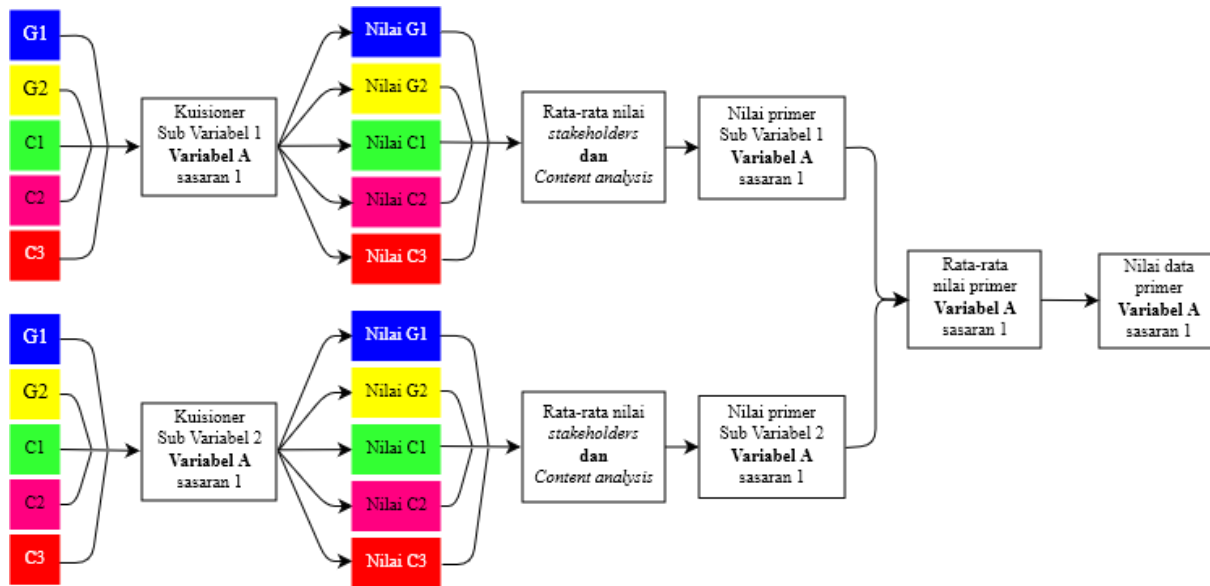 G1
G2
C1
C2
C3
Kuisioner
Sub Variabel 1
Variabel A
sasaran 1
Nilai G1
Nilai G2
Nilai C1
Nilai C2
Nilai C3
Rata-rata nilai
stakeholders
dan
Content analysis
Nilai primer
Sub Variabel 1
Variabel A
sasaran 1
G1
G2
C1
C2
C3
Kuisioner
Sub Variabel 2
Variabel A
sasaran 1
Nilai G1
Nilai G2
Nilai C1
Nilai C2
Nilai C3
Rata-rata nilai
stakeholders
dan
Content analysis
Nilai primer
Sub Variabel 2
Variabel A
sasaran 1
Rata-rata
nilai primer
Variabel A
sasaran 1
Nilai data
primer
Variabel A
sasaran 1